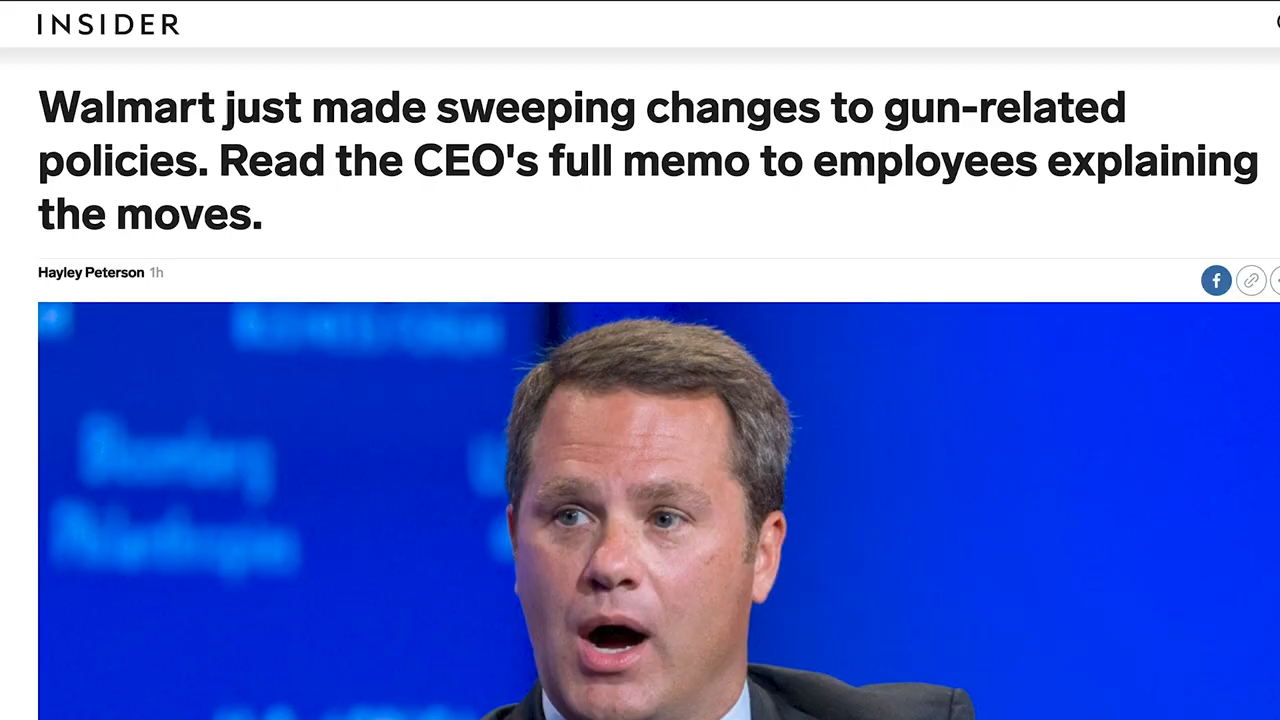 INSIDER
Walmart just made sweeping changes to gun-related
policies. Read the CEO's full memo to employees explaining
the moves.
Hayley Peterson 1h
f